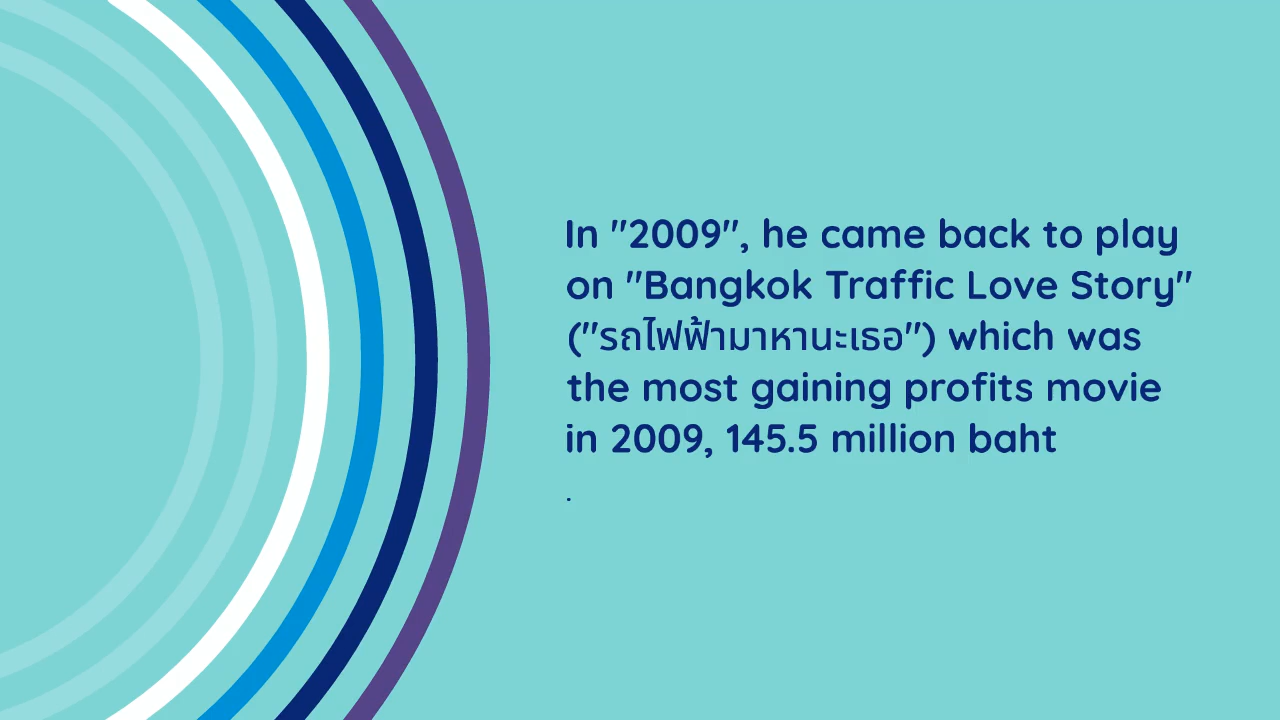 In "2009", he came back to play
on "Bangkok Traffic Love Story"
("รถไฟฟ้ามาหานะเธอ") which was
the most gaining profits movie
in 2009, 145.5 million baht
.